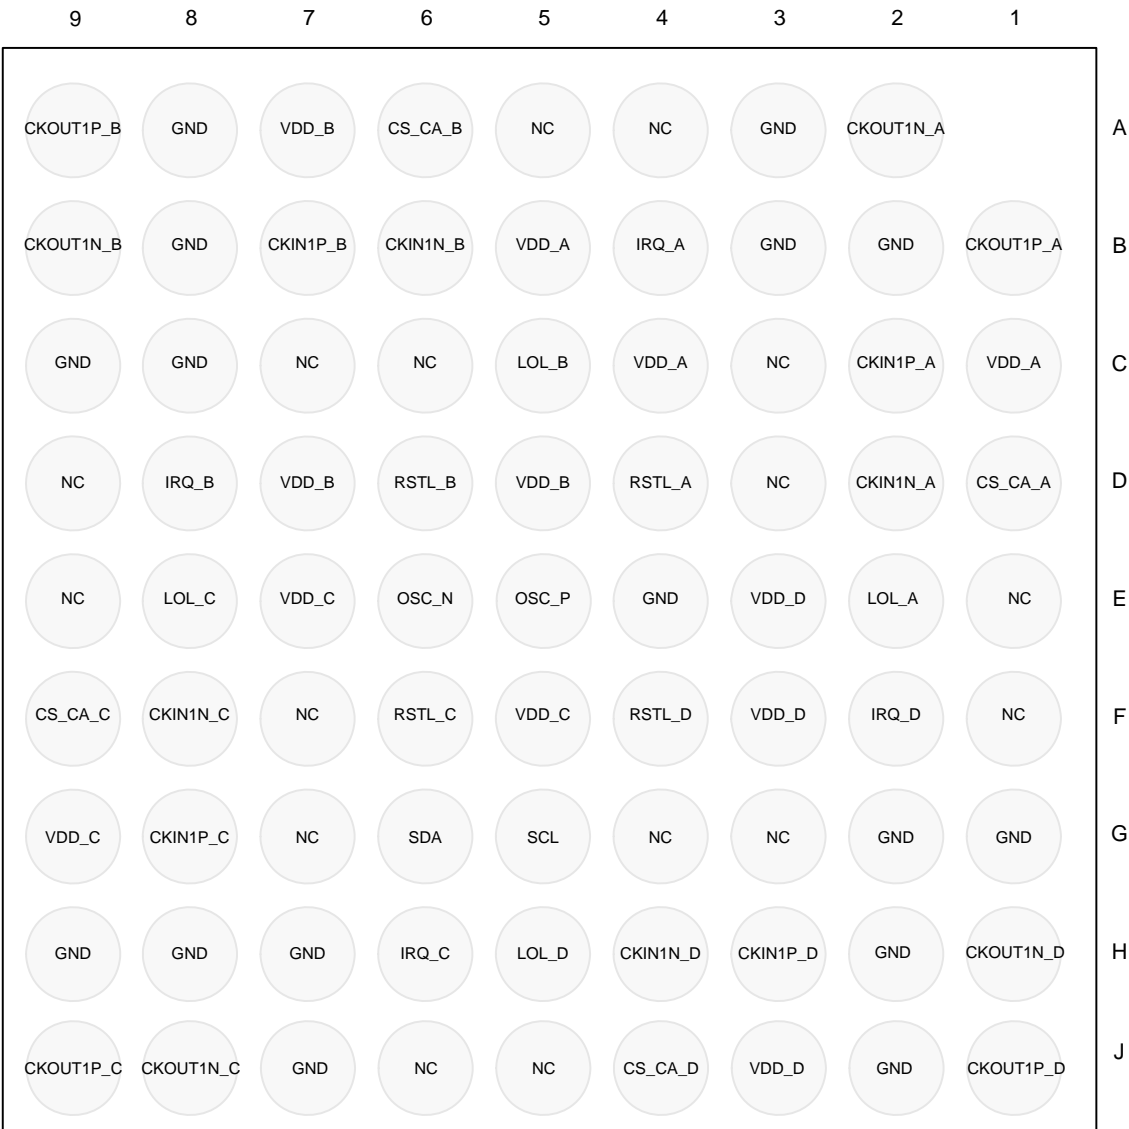 9 8 7 6 5 4 3 2 1
CKOUT1P_B GND VDD_B CS_CA_B NC NC GND CKOUT1N_A A
CKOUT1N_B GND CKIN1P_B CKIN1N_B VDD_A IRQ_A GND GND CKOUT1P_A B
GND GND NC NC LOL_B VDD_A NC CKIN1P_A VDD_A C
NC IRQ_B VDD_B RSTL_B VDD_B RSTL_A NC CKIN1N_A CS_CA_A D
NC LOL_C VDD_C OSC_N OSC_P GND VDD_D LOL_A NC E
CS_CA_C CKIN1N_C NC RSTL_C VDD_C RSTL_D VDD_D IRQ_D NC F
VDD_C CKIN1P_C NC SDA SCL NC NC GND GND G
GND GND GND IRQ_C LOL_D CKIN1N_D CKIN1P_D GND CKOUT1N_D H
CKOUT1P_C CKOUT1N_C GND NC NC CS_CA_D VDD_D GND CKOUT1P_D J